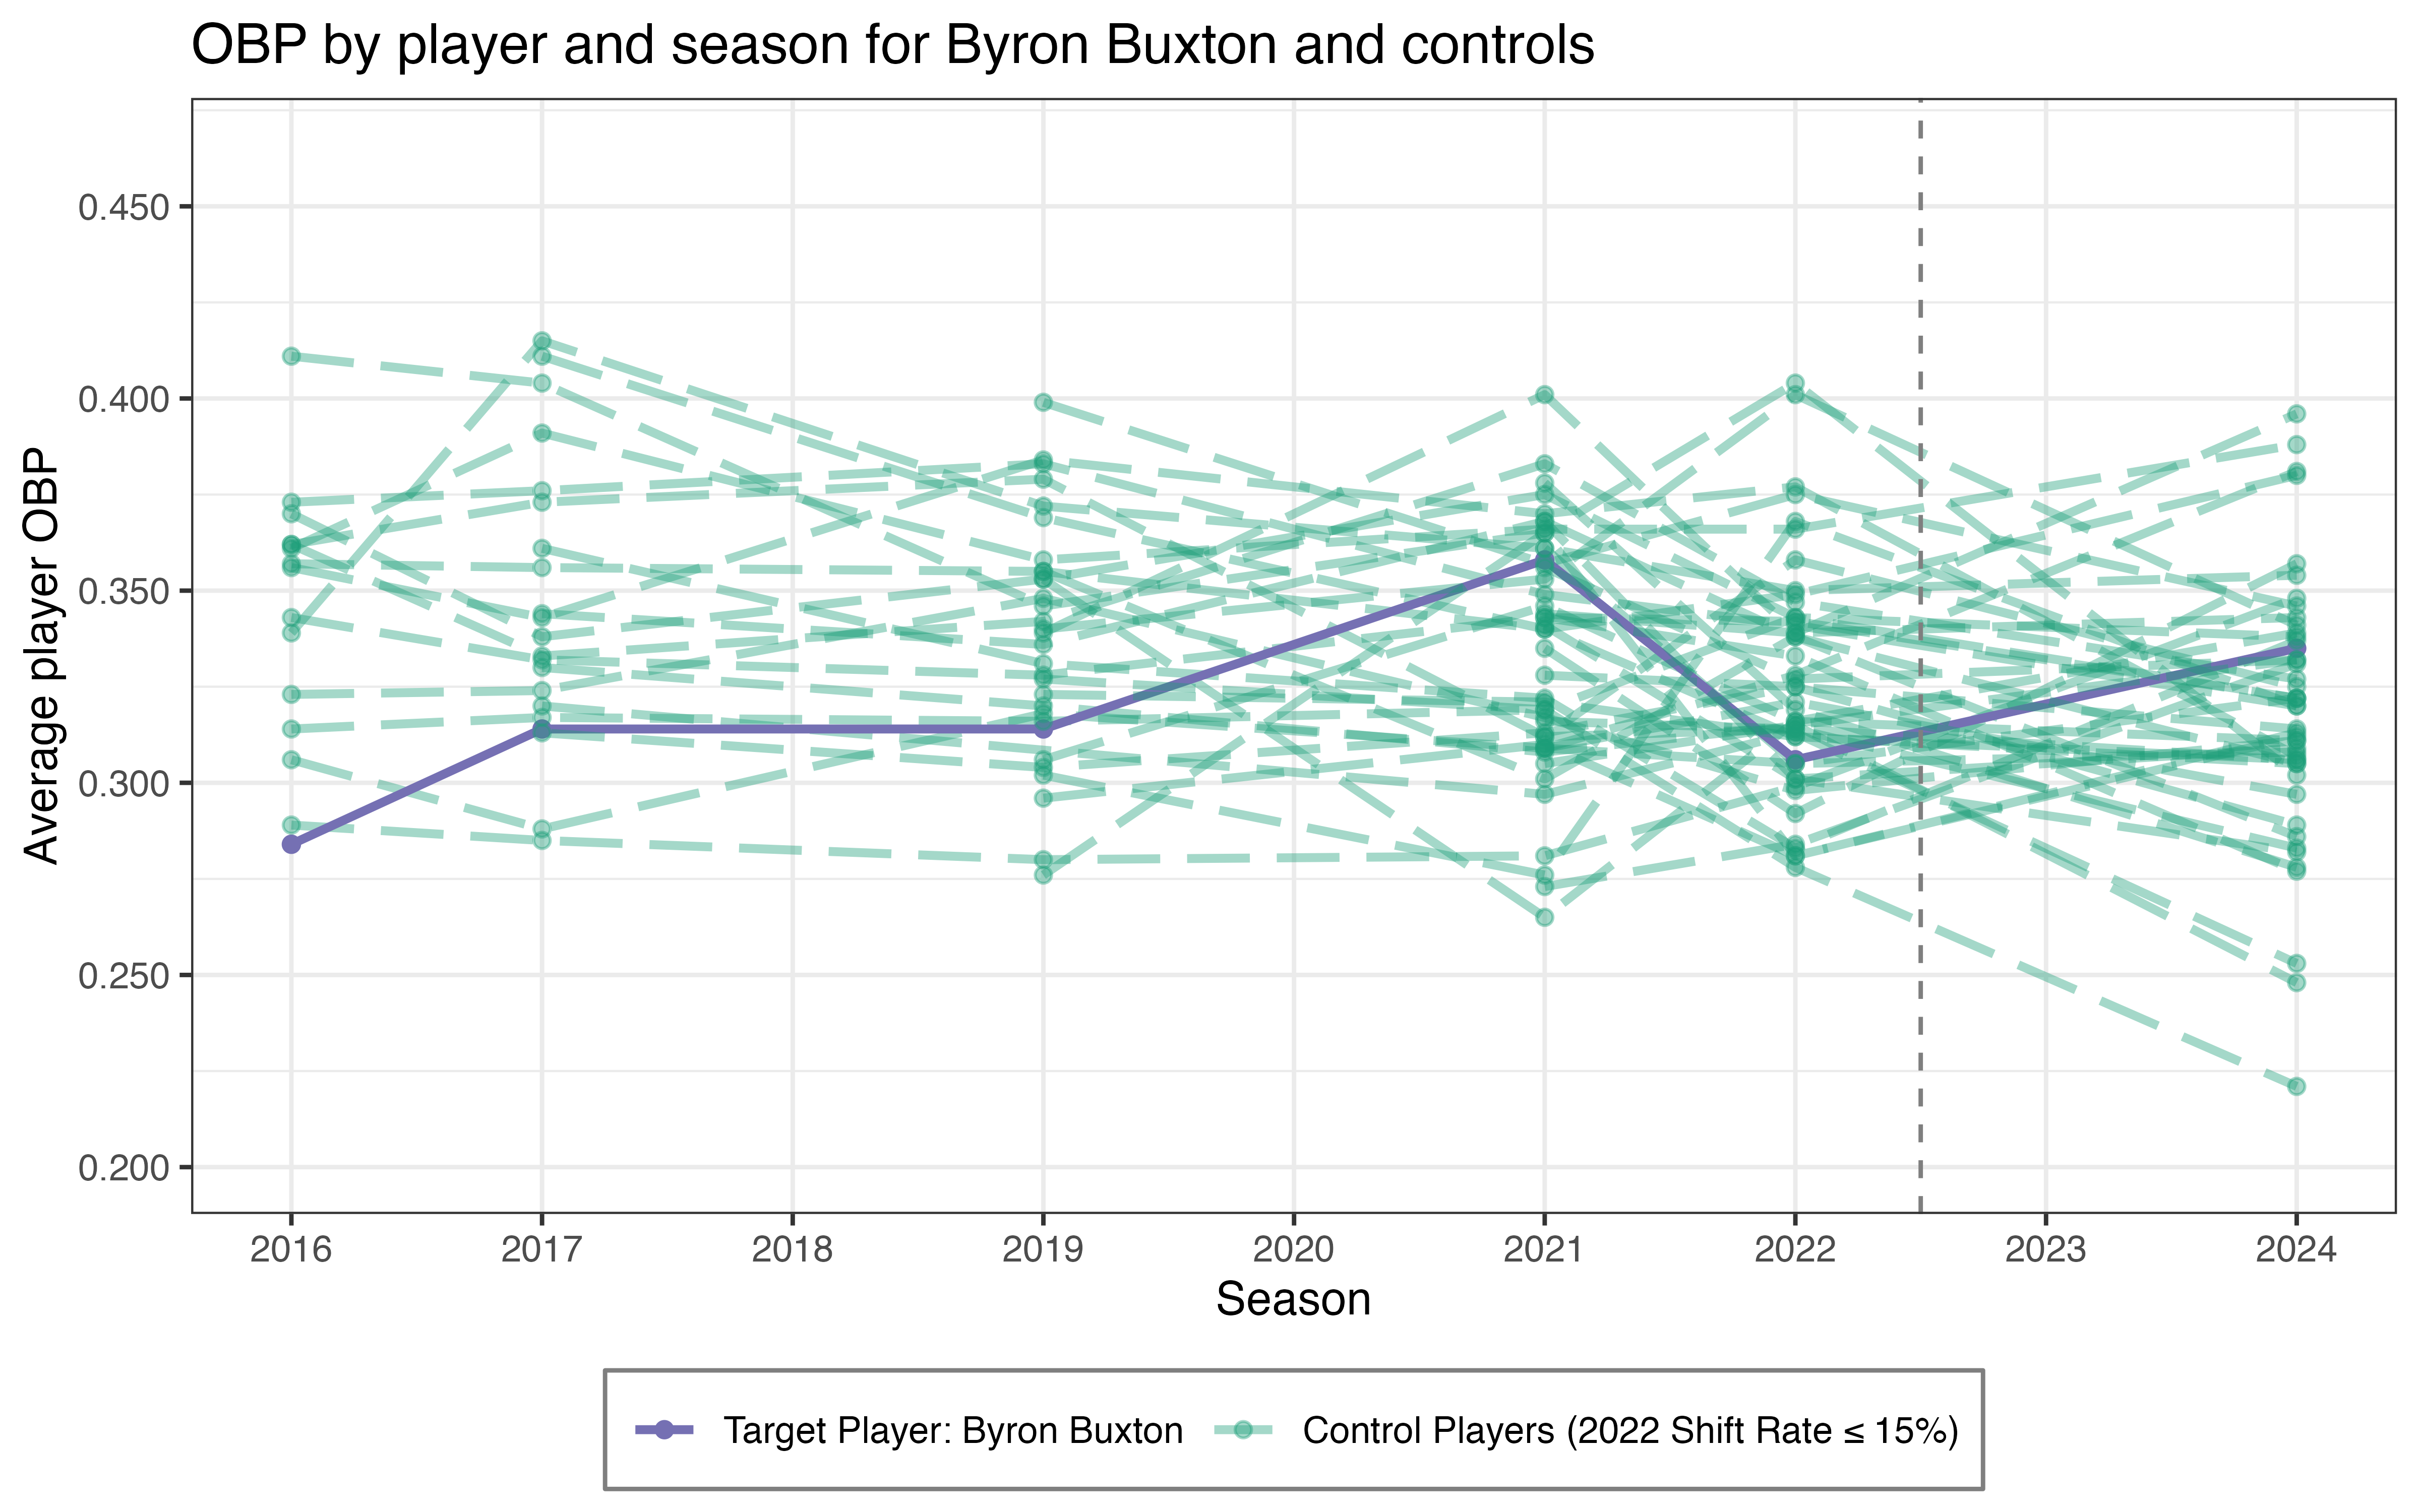 OBP by player and season for Byron Buxton and controls
Average player OBP
0.450
0.400
0.350
0.300
0.250
0.200
2016 2017 2018 2019 2020 2021 2022 2023 2024
Season
Target Player: Byron Buxton Control Players (2022 Shift Rate ≤ 15%)